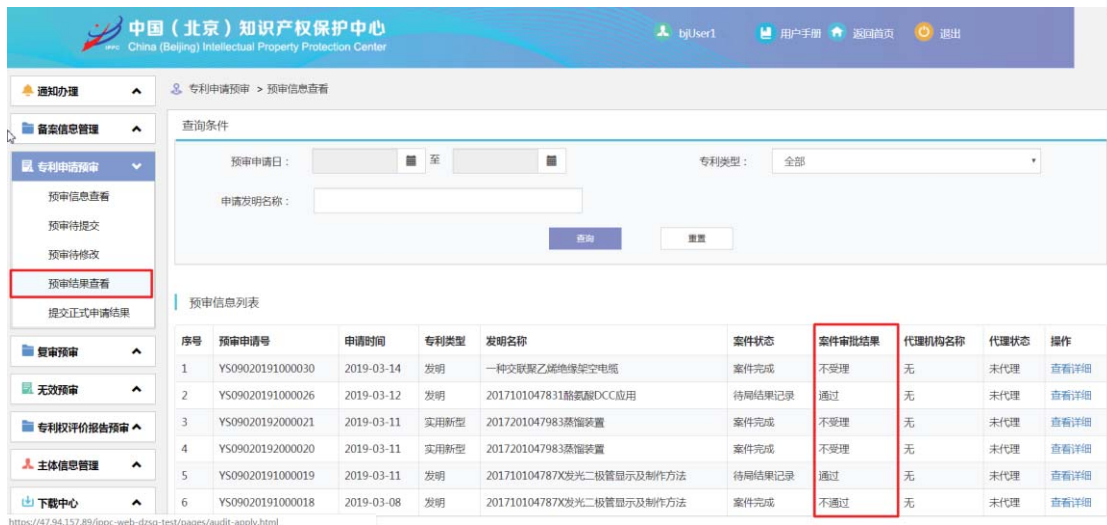 中国（北京）知识产权保护中心
IPPC China (Beijing) Intellectual Property Protection Center
bjUser1 用户手册 返回首页 退出
通知办理
备案信息管理
专利申请预审
预审信息查看
预审待提交
预审待修改
预审结果查看
提交正式申请结果
复审预审
无效预审
专利权评价报告预审
主体信息管理
下载中心
专利申请预审 > 预审信息查看
查询条件
预审申请日： 至 专利类型： 全部
申请发明名称：
查询 重置
预审信息列表
序号 预审申请号 申请时间 专利类型 发明名称 案件状态 案件审批结果 代理机构名称 代理状态 操作
1 YS09020191000030 2019-03-14 发明 一种交联聚乙烯绝缘架空电缆 案件完成 不受理 无 未代理 查看详细
2 YS09020191000026 2019-03-12 发明 2017101047831酪氨酸DCC应用 待局结果记录 通过 无 未代理 查看详细
3 YS09020192000021 2019-03-11 实用新型 2017201047983蒸馏装置 案件完成 不受理 无 未代理 查看详细
4 YS09020192000020 2019-03-11 实用新型 2017201047983蒸馏装置 案件完成 不受理 无 未代理 查看详细
5 YS09020191000019 2019-03-11 发明 201710104787X发光二极管显示及制作方法 待局结果记录 通过 无 未代理 查看详细
6 YS09020191000018 2019-03-08 发明 201710104787X发光二极管显示及制作方法 案件完成 不通过 无 未代理 查看详细
https://47.94.157.89/ippc-web-dzsq-test/pages/audit-apply.html